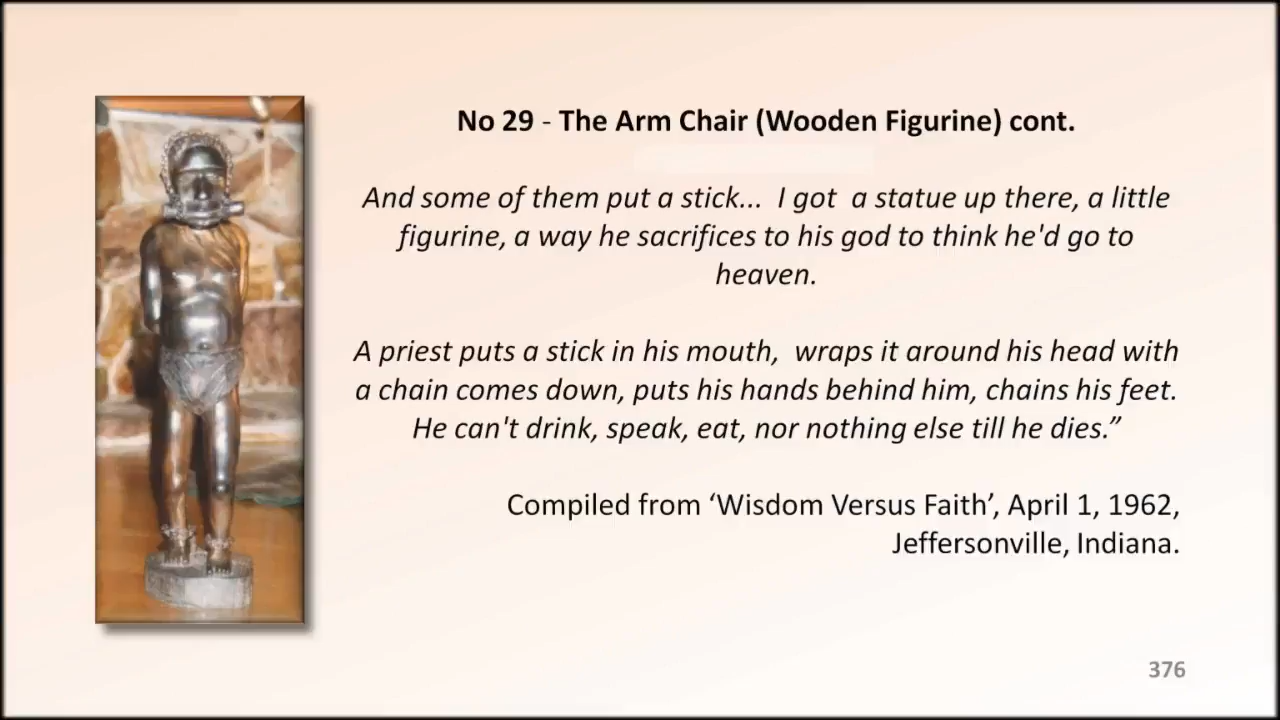 No 29 - The Arm Chair (Wooden Figurine) cont.
And some of them put a stick... I got a statue up there, a little
figurine, a way he sacrifices to his god to think he'd go to
heaven.
A priest puts a stick in his mouth, wraps it around his head with
a chain comes down, puts his hands behind him, chains his feet.
He can't drink, speak, eat, nor nothing else till he dies.”
Compiled from ‘Wisdom Versus Faith’, April 1, 1962,
Jeffersonville, Indiana.
376